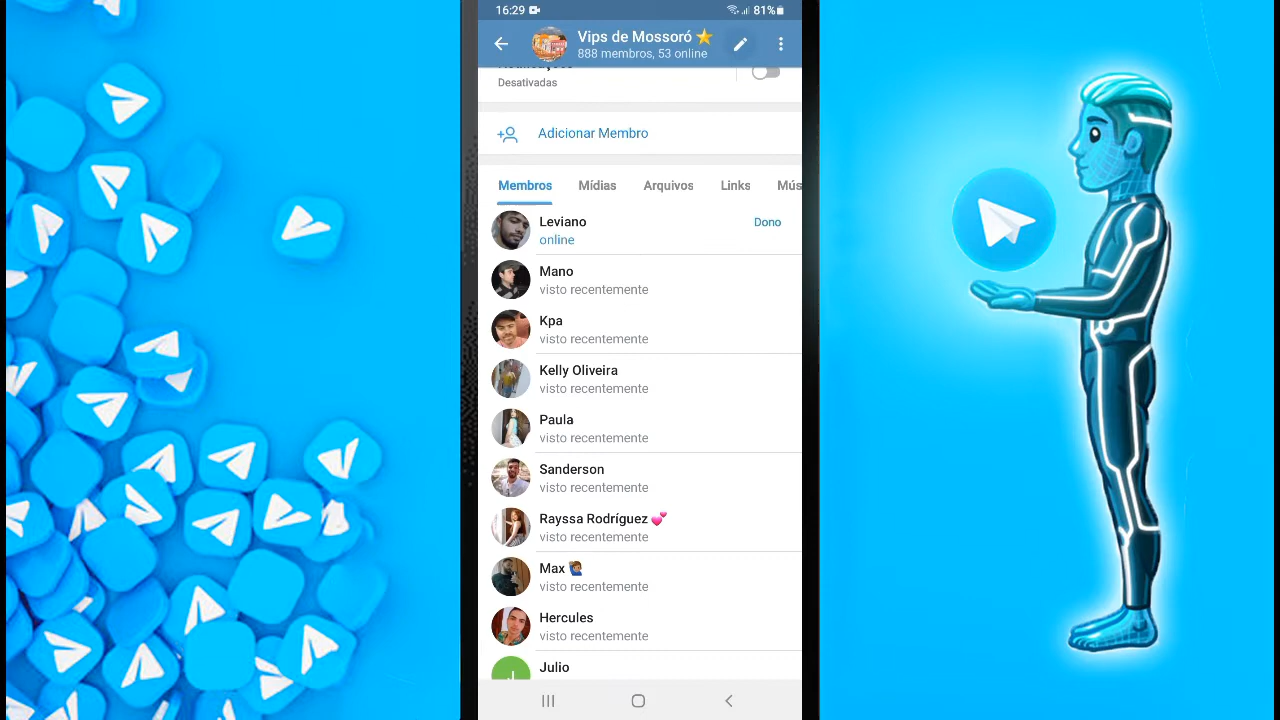 16:29
81%
Vips de Mossoró ⭐
888 membros, 53 online
Desativadas
Adicionar Membro
Membros
Mídias
Arquivos
Links
Mús
Leviano
Dono
online
Mano
visto recentemente
Kpa
visto recentemente
Kelly Oliveira
visto recentemente
Paula
visto recentemente
Sanderson
visto recentemente
Rayssa Rodríguez 💕
visto recentemente
Max 🙋🏽‍♂️
visto recentemente
Hercules
visto recentemente
J
Julio